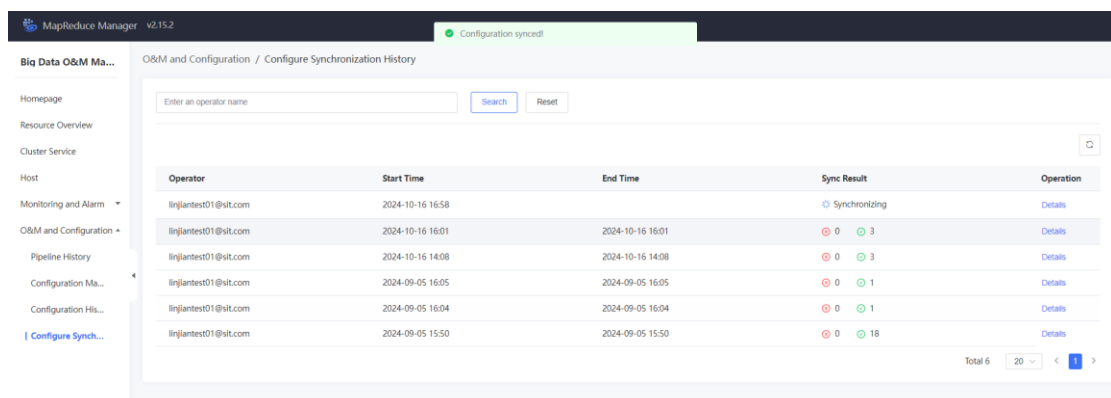 MapReduce Manager v2.15.2
Configuration synced!
Big Data O&M Ma...
O&M and Configuration / Configure Synchronization History
Homepage
Resource Overview
Cluster Service
Host
Monitoring and Alarm
O&M and Configuration
Pipeline History
Configuration Ma...
Configuration His...
Configure Synch...
Enter an operator name Search Reset
Operator Start Time End Time Sync Result Operation
linjiantest01@sit.com 2024-10-16 16:58 Synchronizing Details
linjiantest01@sit.com 2024-10-16 16:01 2024-10-16 16:01 0 3 Details
linjiantest01@sit.com 2024-10-16 14:08 2024-10-16 14:08 0 3 Details
linjiantest01@sit.com 2024-09-05 16:05 2024-09-05 16:05 0 1 Details
linjiantest01@sit.com 2024-09-05 16:04 2024-09-05 16:04 0 1 Details
linjiantest01@sit.com 2024-09-05 15:50 2024-09-05 15:50 0 18 Details
Total 6 20 < 1 >